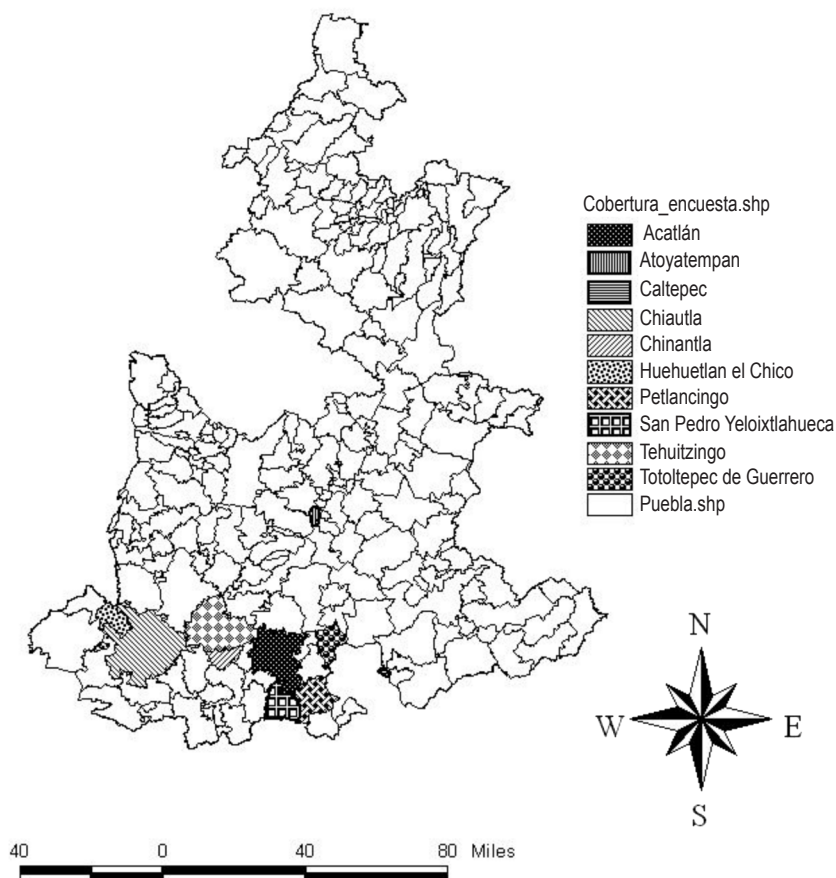 Cobertura_encuesta.shp
Acatlán
Atoyatempan
Caltepec
Chiautla
Chinantla
Huehuetlan el Chico
Petlancingo
San Pedro Yeloixtlahueca
Tehuitzingo
Totoltepec de Guerrero
Puebla.shp
N
W E
S
40 0 40 80 Miles